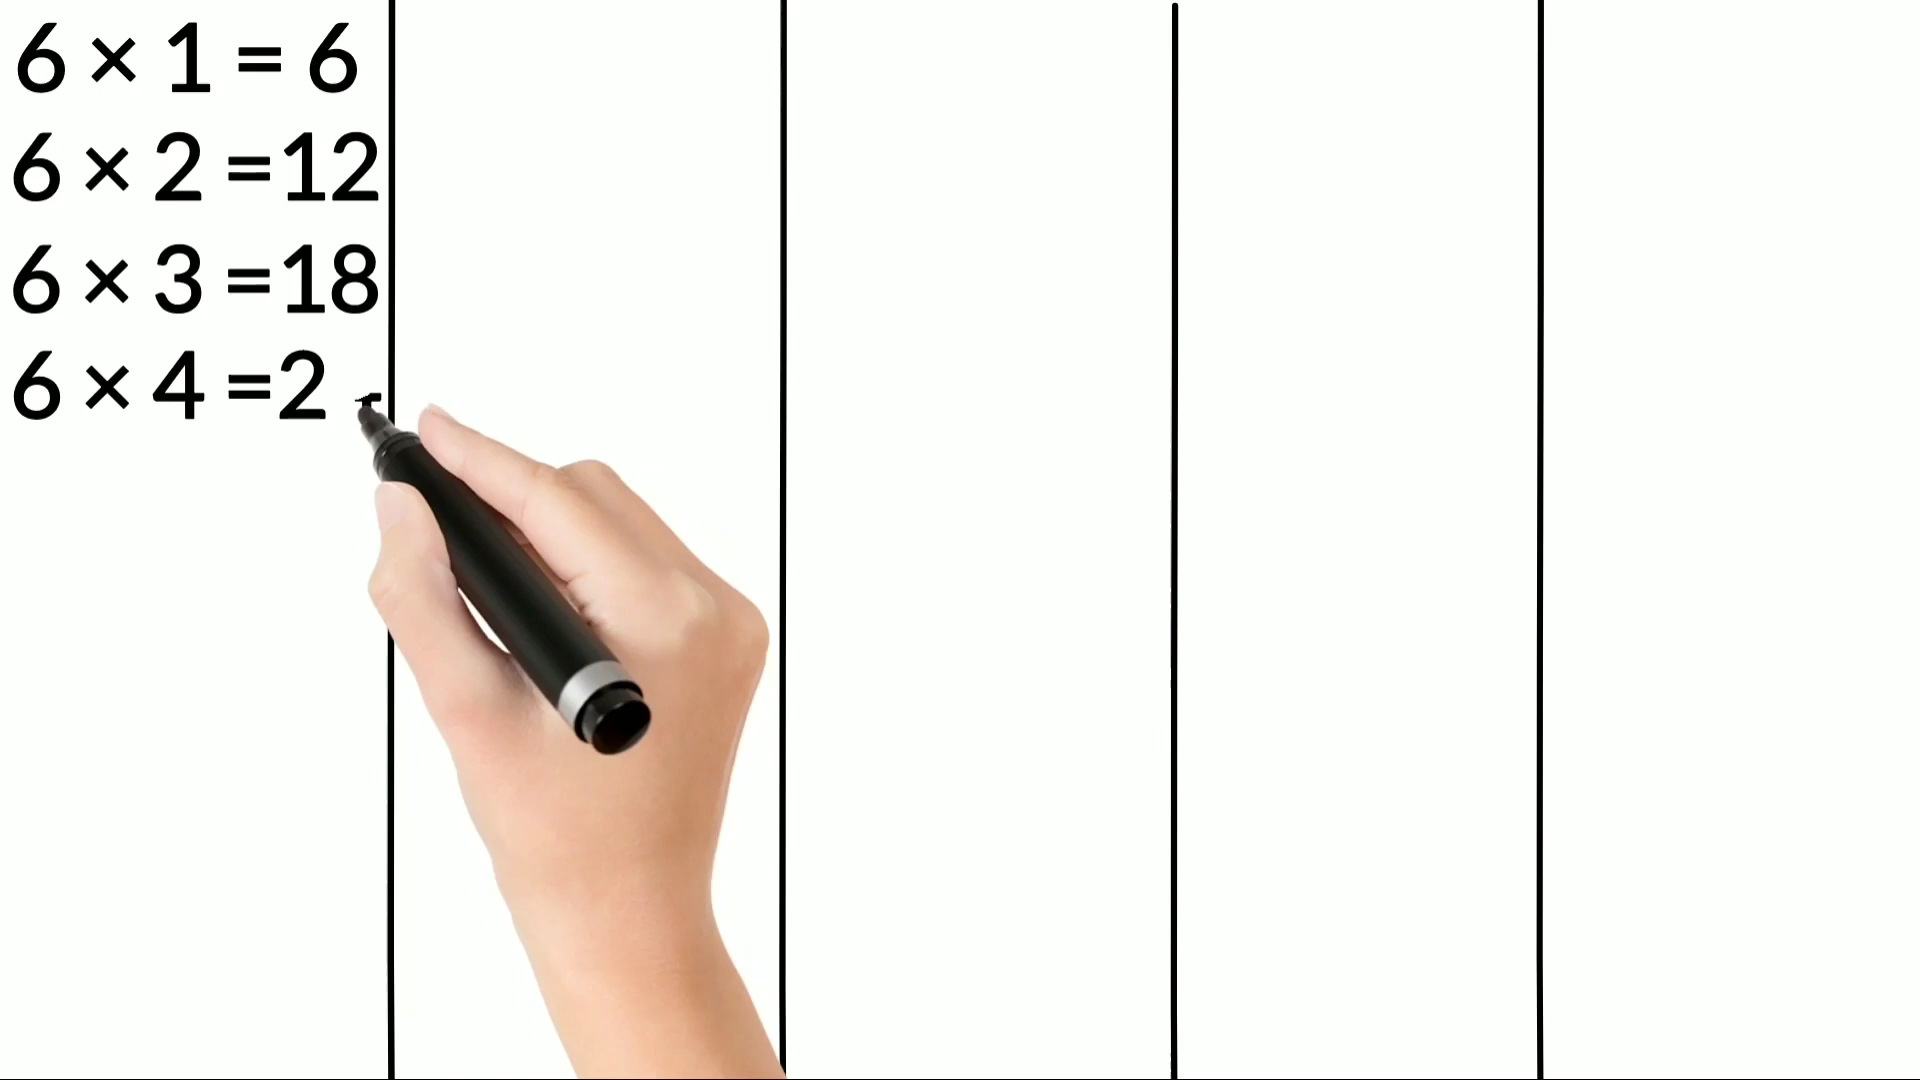 6 × 1 = 6
6 × 2 =12
6 × 3 =18
6 × 4 =2